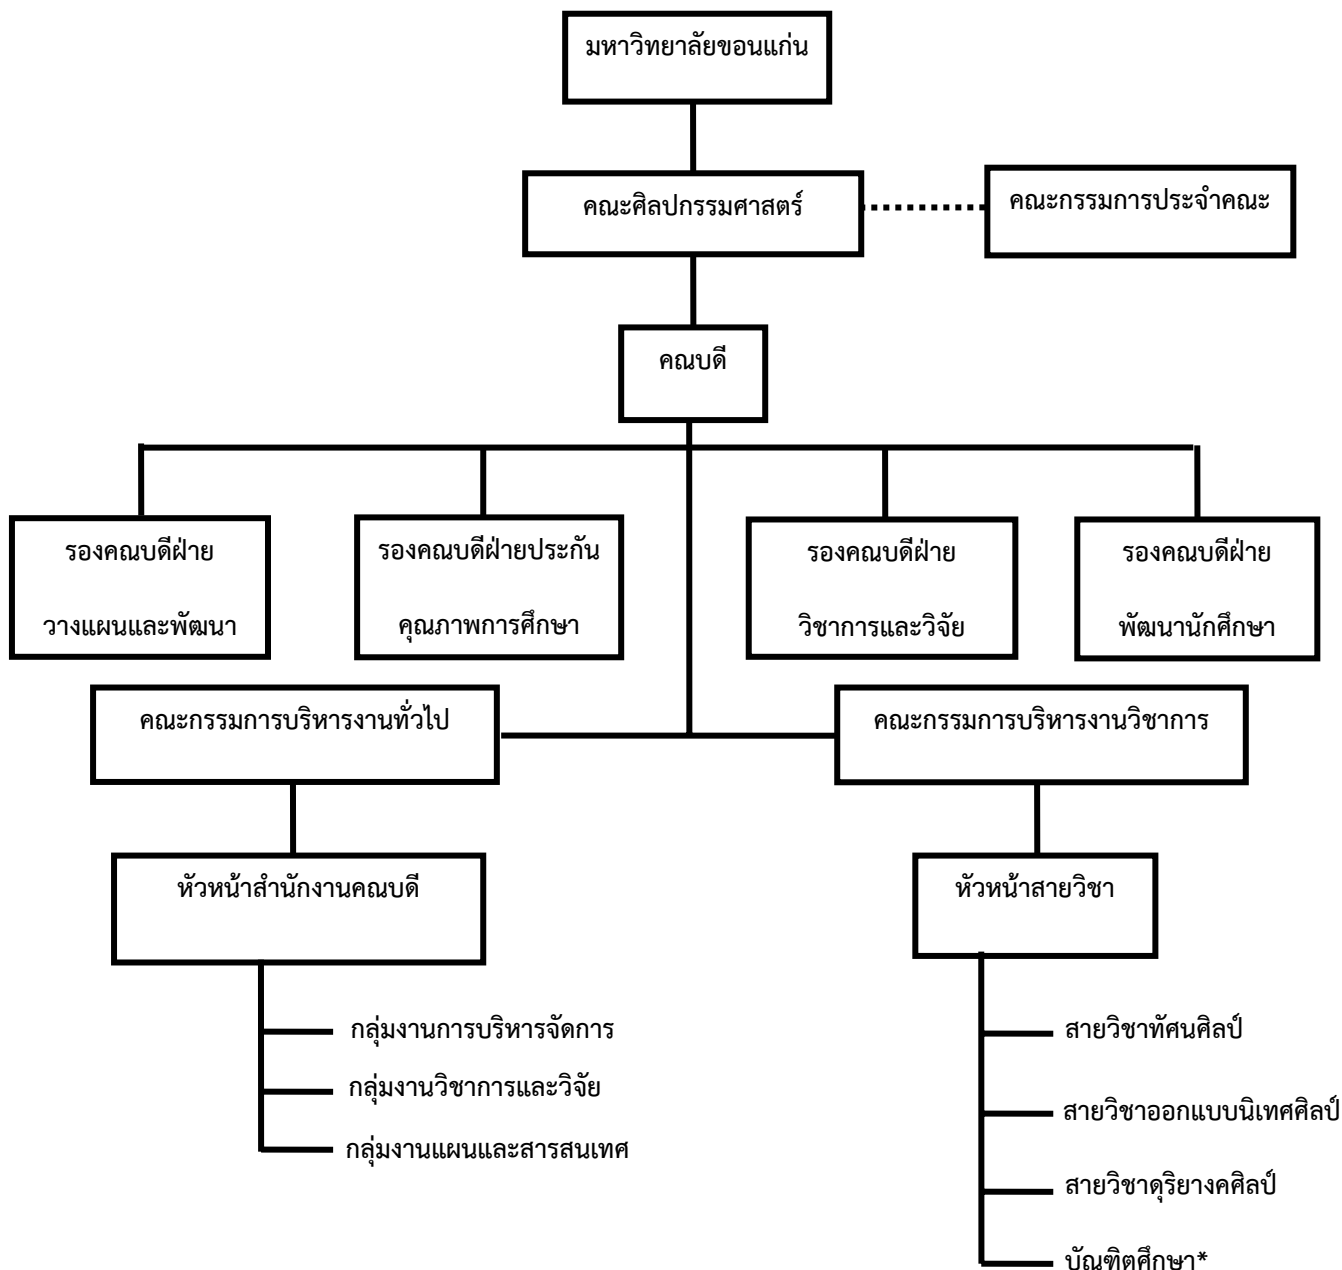 มหาวิทยาลัยขอนแก่น
คณะศิลปกรรมศาสตร์
คณะกรรมการประจำคณะ
คณบดี
รองคณบดีฝ่าย
วางแผนและพัฒนา
รองคณบดีฝ่ายประกัน
คุณภาพการศึกษา
รองคณบดีฝ่าย
วิชาการและวิจัย
รองคณบดีฝ่าย
พัฒนานักศึกษา
คณะกรรมการบริหารงานทั่วไป
คณะกรรมการบริหารงานวิชาการ
หัวหน้าสำนักงานคณบดี
หัวหน้าสายวิชา
กลุ่มงานการบริหารจัดการ
กลุ่มงานวิชาการและวิจัย
กลุ่มงานแผนและสารสนเทศ
สายวิชาทัศนศิลป์
สายวิชาออกแบบนิเทศศิลป์
สายวิชาดุริยางคศิลป์
บัณฑิตศึกษา*